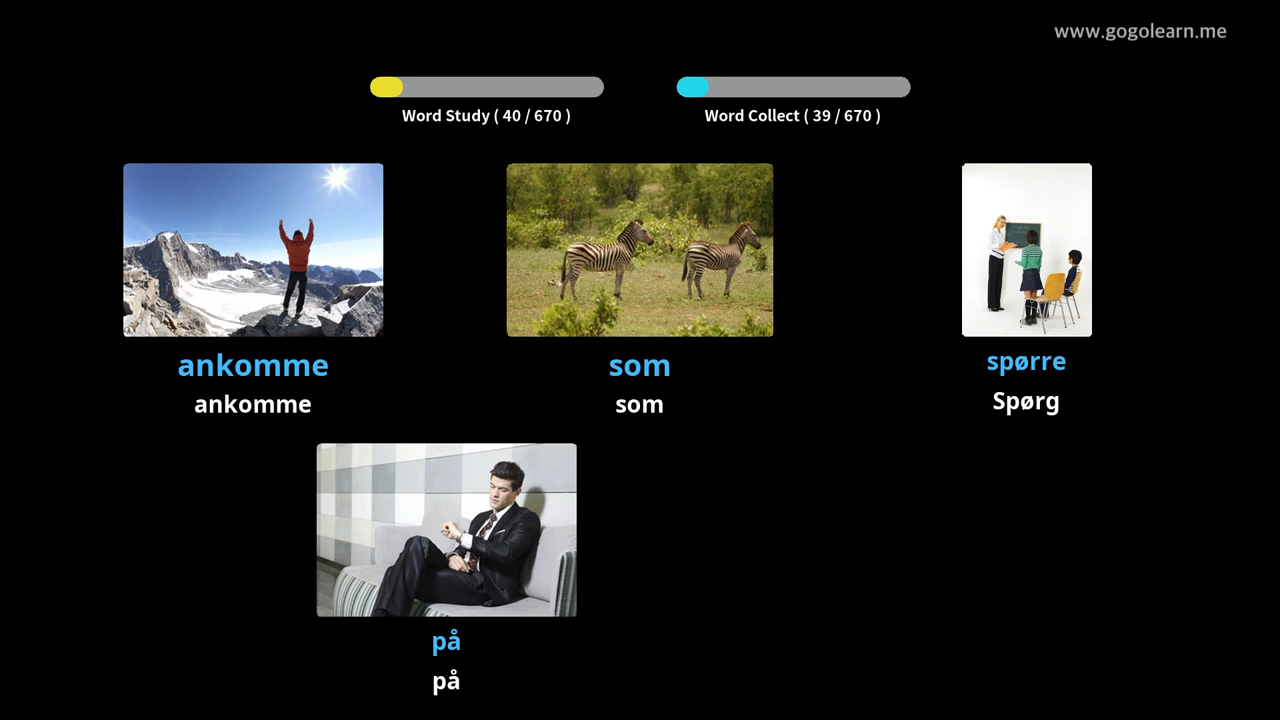 www.gogolearn.me
Word Study ( 40 / 670 )
Word Collect ( 39 / 670 )
ankomme
ankomme
som
som
spørre
Spørg
på
på